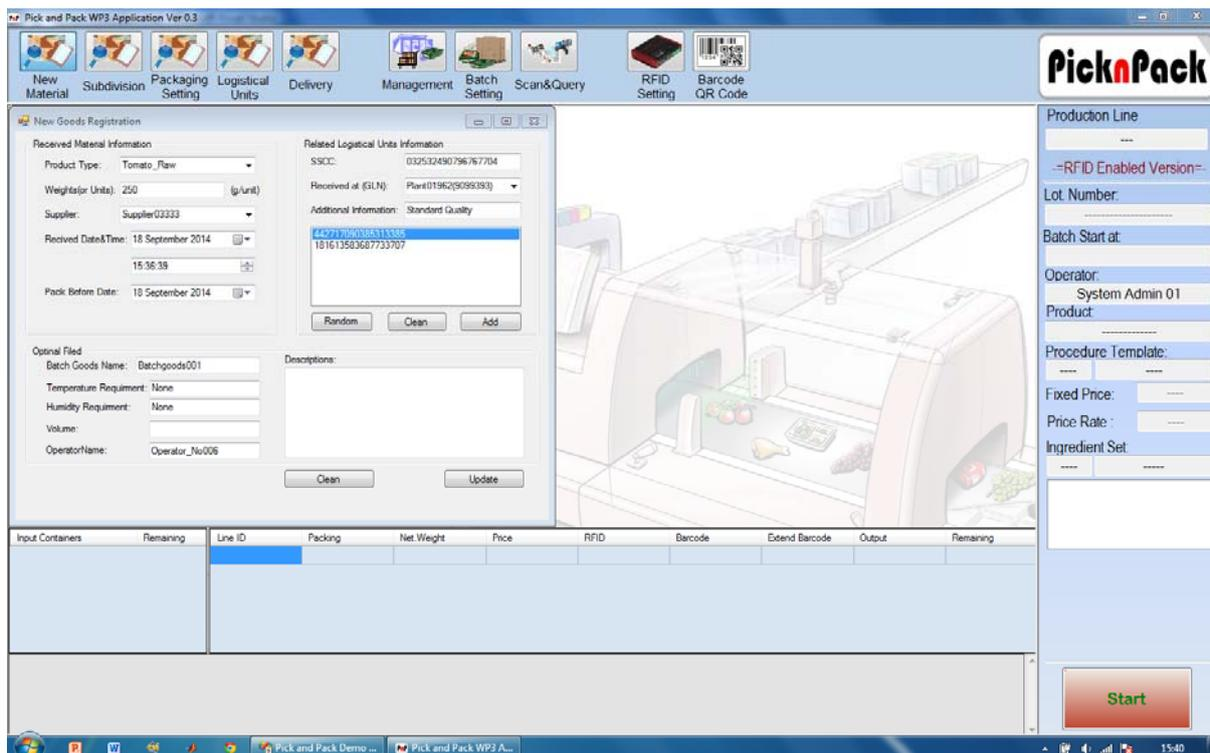 Pick and Pack WP3 Application Ver 0.3
New Material
Subdivision
Packaging Setting
Logistical Units
Delivery
Management
Batch Setting
Scan&Query
RFID Setting
Barcode QR Code
PicknPack
New Goods Registration
Received Material Information
Product Type: Tomato_Raw
Weights(or Units): 250 (g/unit)
Supplier: Supplier03333
Recived Date&Time: 18 September 2014
15:36:39
Pack Before Date: 18 September 2014
Related Logistical Units Information
SSCC: 032532490796767704
Received at (GLN): Plant01962(9099393)
Additional Information: Standard Quality
442717090385313385
181613583687733707
Random Clean Add
Optinal Filed
Batch Goods Name: Batchgoods001
Temperature Requirment: None
Humidity Requirment: None
Volume:
OperatorName: Operator_No006
Descriptions:
Clean Update
Production Line
---
-=RFID Enabled Version=-
Lot. Number:
---------------------
Batch Start at:
Operator:
System Admin 01
Product:
-------------
Procedure Template:
---- ----
Fixed Price: ----
Price Rate : ----
Ingredient Set:
---- -----
Input Containers Remaining Line ID Packing Net.Weight Price RFID Barcode Extend Barcode Output Remaining
Start
Pick and Pack Demo ... Pick and Pack WP3 A... 15:40